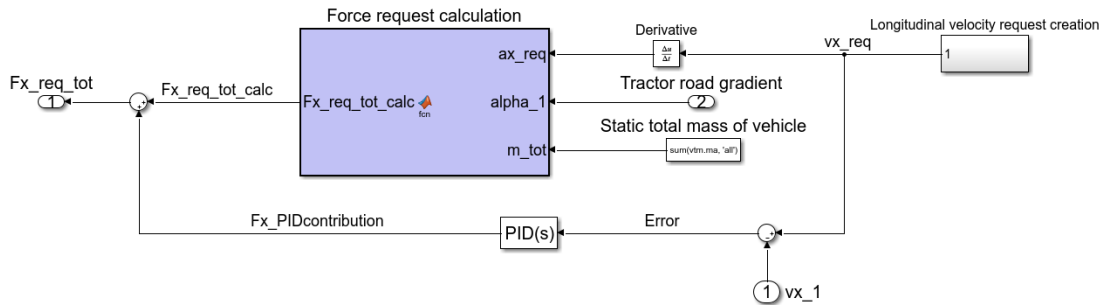 Force request calculation
Longitudinal velocity request creation
Derivative
vx_req
1
ax_req
Δu
Δt
Fx_req_tot
Fx_req_tot_calc
Tractor road gradient
1
Fx_req_tot_calc
fcn
alpha_1
2
Static total mass of vehicle
m_tot
sum(vtm.ma, 'all')
Fx_PIDcontribution
PID(s)
Error
1
vx_1